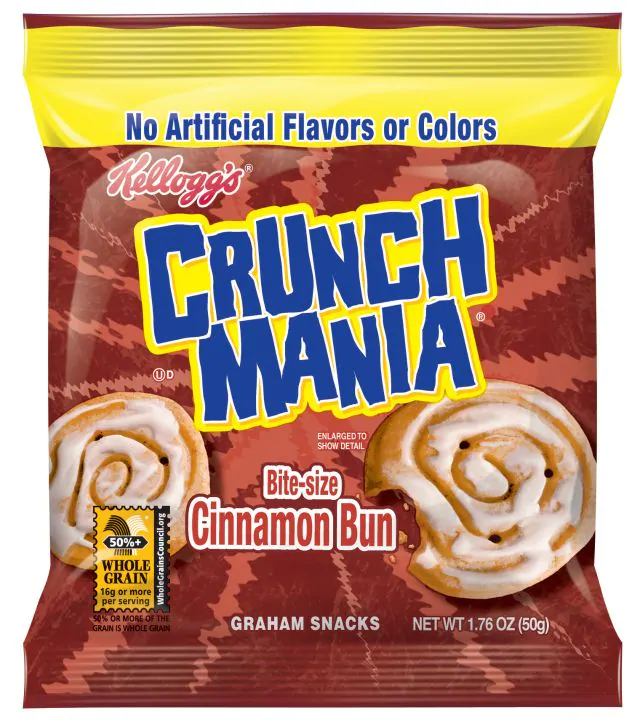 No Artificial Flavors or Colors
Kellogg's®
CRUNCH
MANIA®
ⓊD
ENLARGED TO
SHOW DETAIL
Bite-size
Cinnamon Bun
50%+
WHOLE
GRAIN
16g or more
per serving
WholeGrainsCouncil.org
50% OR MORE OF THE
GRAIN IS WHOLE GRAIN
GRAHAM SNACKS
NET WT 1.76 OZ (50g)